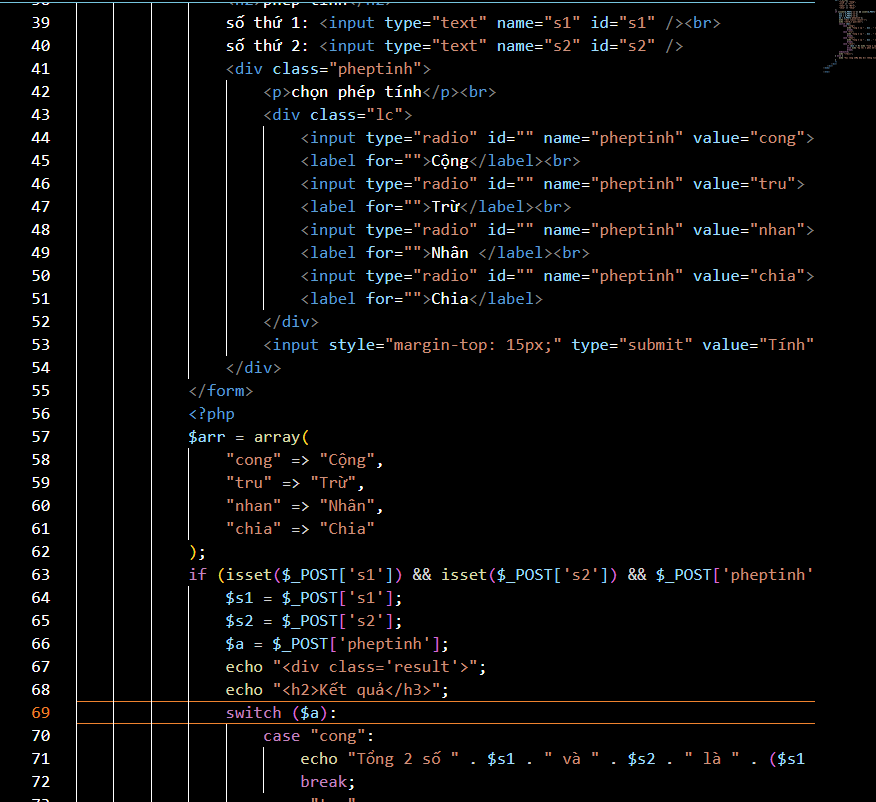 38 <h2>phép tính</h2>
39 số thứ 1: <input type="text" name="s1" id="s1" /><br>
40 số thứ 2: <input type="text" name="s2" id="s2" />
41 <div class="pheptinh">
42 <p>chọn phép tính</p><br>
43 <div class="lc">
44 <input type="radio" id="" name="pheptinh" value="cong">
45 <label for="">Cộng</label><br>
46 <input type="radio" id="" name="pheptinh" value="tru">
47 <label for="">Trừ</label><br>
48 <input type="radio" id="" name="pheptinh" value="nhan">
49 <label for="">Nhân </label><br>
50 <input type="radio" id="" name="pheptinh" value="chia">
51 <label for="">Chia</label>
52 </div>
53 <input style="margin-top: 15px;" type="submit" value="Tính"
54 </div>
55 </form>
56 <?php
57 $arr = array(
58 "cong" => "Cộng",
59 "tru" => "Trừ",
60 "nhan" => "Nhân",
61 "chia" => "Chia"
62 );
63 if (isset($_POST['s1']) && isset($_POST['s2']) && $_POST['pheptinh'
64 $s1 = $_POST['s1'];
65 $s2 = $_POST['s2'];
66 $a = $_POST['pheptinh'];
67 echo "<div class='result'>";
68 echo "<h2>Kết quả</h3>";
69 switch ($a):
70 case "cong":
71 echo "Tổng 2 số " . $s1 . " và " . $s2 . " là " . ($s1
72 break;